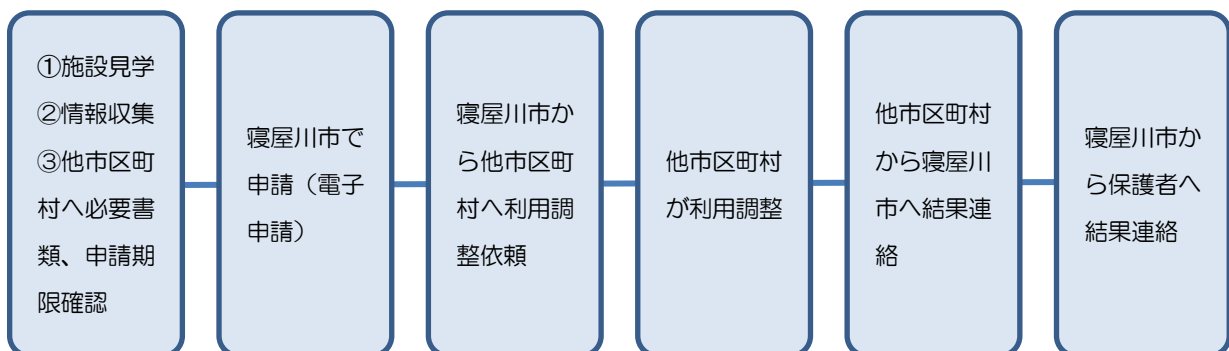 ①施設見学
②情報収集
③他市区町
村へ必要書
類、申請期
限確認
寝屋川市で
申請（電子
申請）
寝屋川市か
ら他市区町
村へ利用調
整依頼
他市区町村
が利用調整
他市区町村
から寝屋川
市へ結果連
絡
寝屋川市か
ら保護者へ
結果連絡